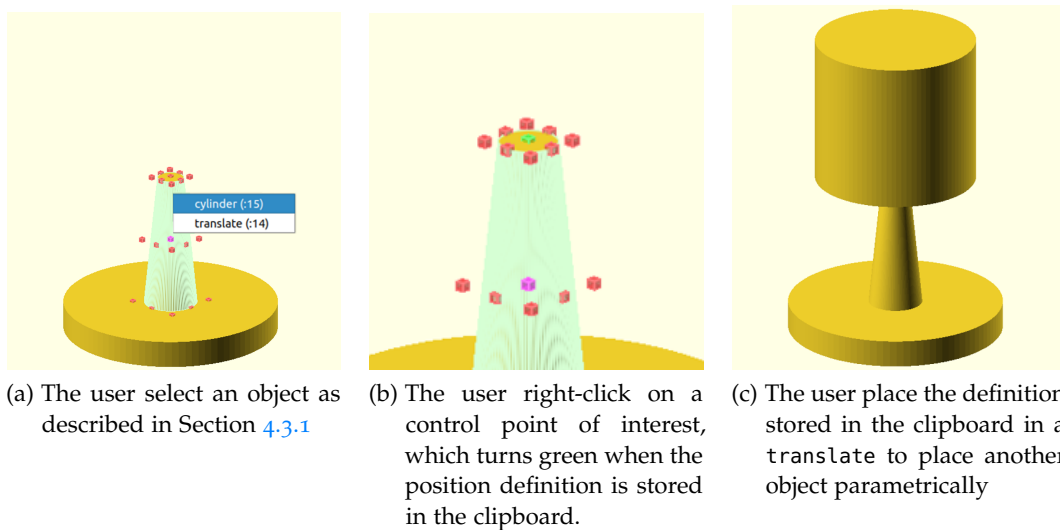 cylinder (:15)
translate (:14)
(a) The user select an object as
described in Section 4.3.1
(b) The user right-click on a
control point of interest,
which turns green when the
position definition is stored
in the clipboard.
(c) The user place the definition
stored in the clipboard in a
translate to place another
object parametrically